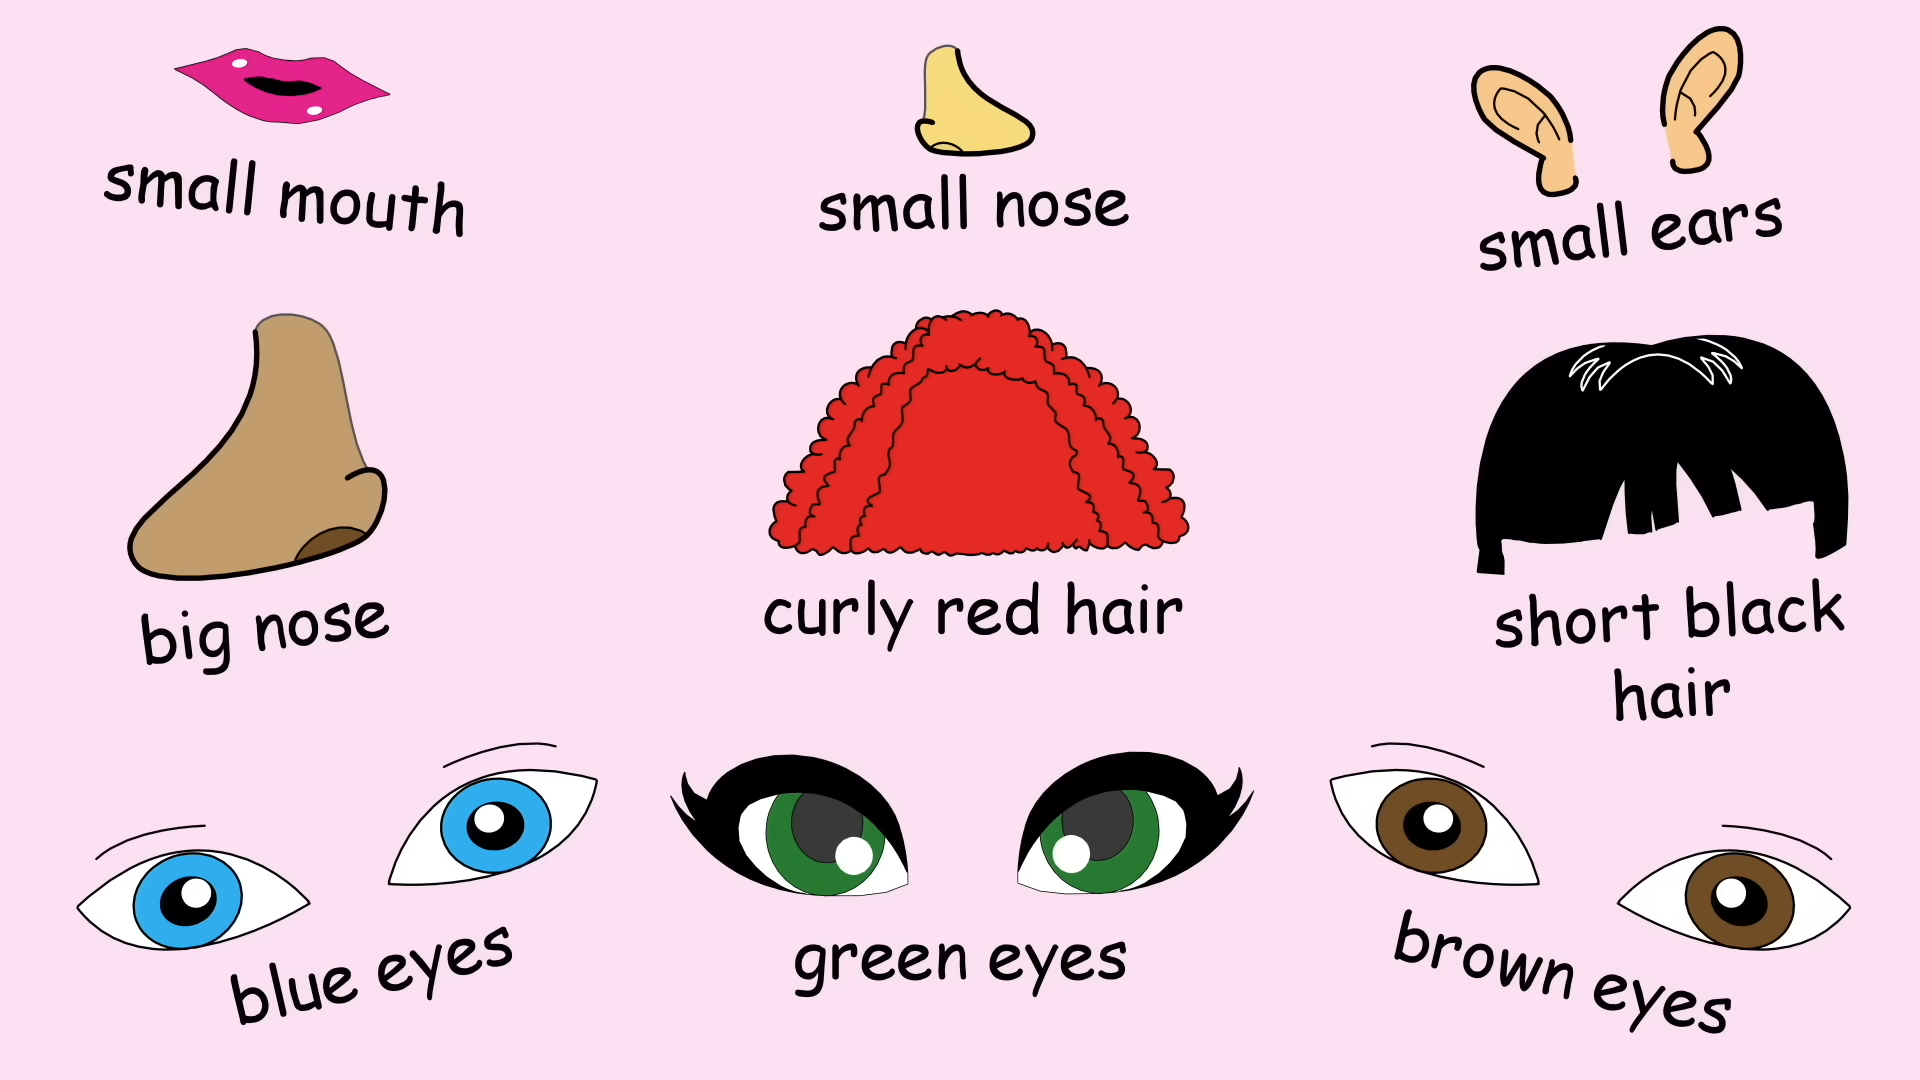 small mouth
small nose
small ears
big nose
curly red hair
short black
hair
blue eyes
green eyes
brown eyes